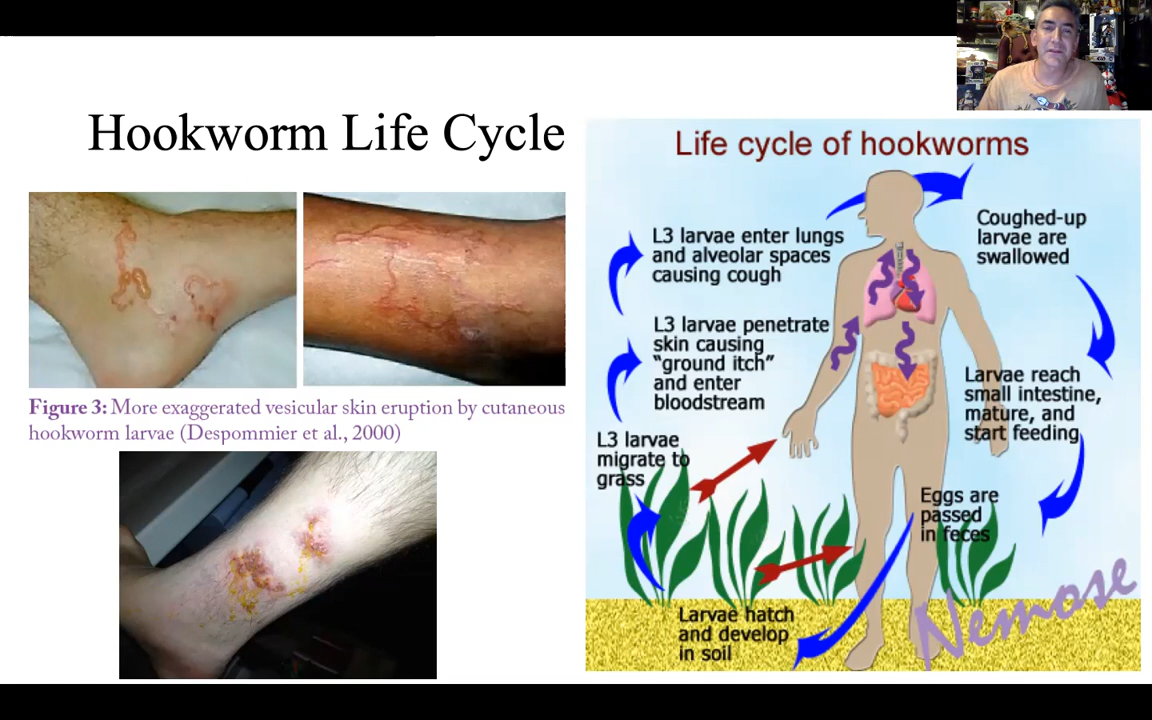 Hookworm Life Cycle
Figure 3: More exaggerated vesicular skin eruption by cutaneous
hookworm larvae (Despommier et al., 2000)
Life cycle of hookworms
Coughed-up
larvae are
swallowed
L3 larvae enter lungs
and alveolar spaces
causing cough
L3 larvae penetrate
skin causing
"ground itch"
and enter
bloodstream
Larvae reach
small intestine,
mature, and
start feeding
L3 larvae
migrate to
grass
Eggs are
passed
in feces
Larvae hatch
and develop
in soil
Nemose